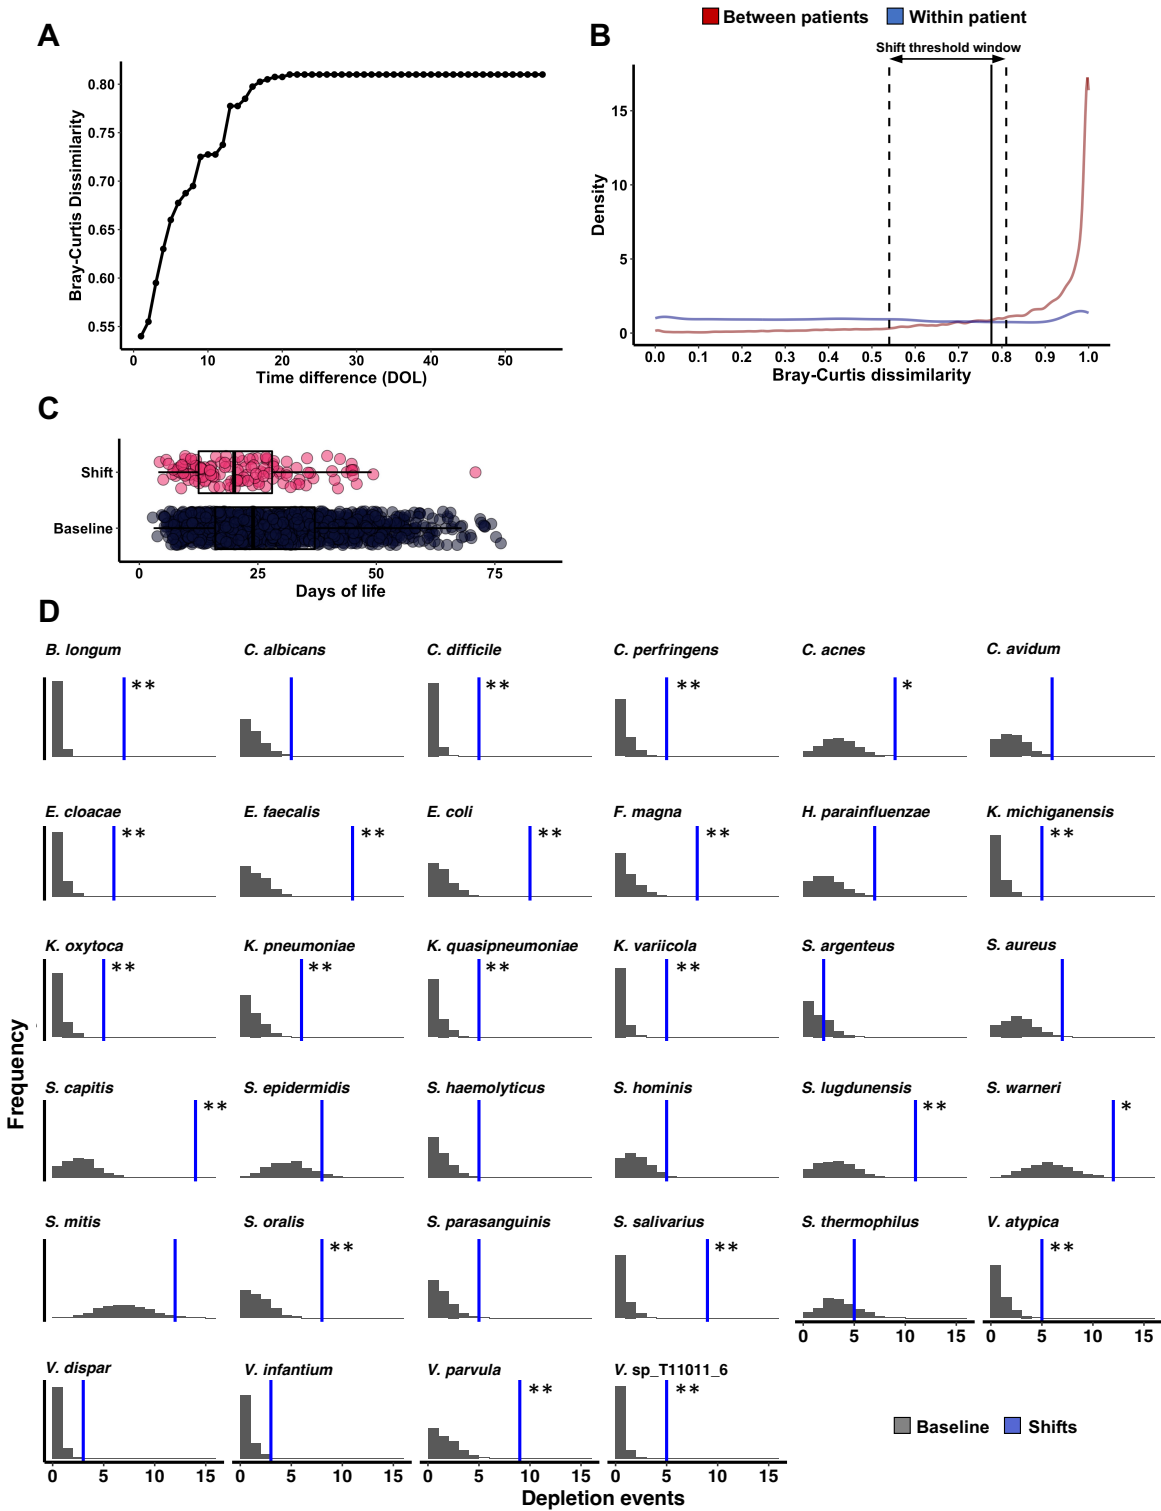 Between patients Within patient
A
Bray-Curtis Dissimilarity
0.80
0.75
0.70
0.65
0.60
0.55
0 10 20 30 40 50
Time difference (DOL)
B
Shift threshold window
Density
15
10
5
0
0.0 0.1 0.2 0.3 0.4 0.5 0.6 0.7 0.8 0.9 1.0
Bray-Curtis dissimilarity
C
Shift
Baseline
0 25 50 75
Days of life
D
B. longum C. albicans C. difficile C. perfringens C. acnes C. avidum
** ** ** *
E. cloacae E. faecalis E. coli F. magna H. parainfluenzae K. michiganensis
** ** ** ** **
K. oxytoca K. pneumoniae K. quasipneumoniae K. variicola S. argenteus S. aureus
** ** ** **
Frequency
S. capitis S. epidermidis S. haemolyticus S. hominis S. lugdunensis S. warneri
** ** *
S. mitis S. oralis S. parasanguinis S. salivarius S. thermophilus V. atypica
** ** **
0 5 10 15 0 5 10 15
V. dispar V. infantium V. parvula V. sp_T11011_6
** **
0 5 10 15 0 5 10 15 0 5 10 15 0 5 10 15
Baseline Shifts
Depletion events